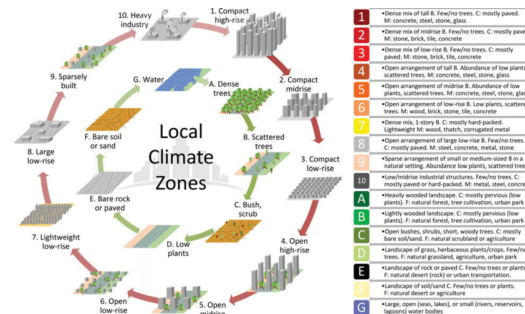 10. Heavy
industry
1. Compact
high-rise
2. Compact
midrise
3. Compact
low-rise
4. Open
high-rise
5. Open
midrise
6. Open
low-rise
7. Lightweight
low-rise
8. Large
low-rise
9. Sparsely
built
G. Water
A. Dense
trees
B. Scattered
trees
C. Bush,
scrub
D. Low
plants
E. Bare rock
or paved
F. Bare soil
or sand
Local
Climate
Zones
1 •Dense mix of tall B. Few/no trees. C: mostly paved.
M: concrete, steel, stone, glass
2 •Dense mix of midrise B. Few/no trees. C: mostly pave
M: stone, brick, tile, concrete
3 •Dense mix of low-rise B. Few/no trees. C: mostly
paved. M: stone, brick, tile, concrete
4 •Open arrangement of tall B. Abundance of low plants
scattered trees. M: concrete, steel, stone, glass
5 •Open arrangement of midrise B. Abundance of low
plants, scattered trees. M: concrete, steel, stone, glas
6 •Open arrangement of low-rise B. Low plants, scatter
trees. M: wood, brick, stone, tile, concrete
7 •Dense mix, 1-story B. C: mostly hard-packed.
Lightweight M: wood, thatch, corrugated metal
8 •Open arrangement of large low-rise B. Few/no trees.
C: mostly paved. M: steel, concrete, metal, stone
9 •Sparse arrangement of small or medium-sized B in a
natural setting. Abundance low plants, scattered tree
10 •Low/midrise industrial structures. Few/no trees. C:
mostly paved or hard-packed. M: metal, steel, concre
A •Heavily wooded landscape. C: mostly pervious (low
plants). F: natural forest, tree cultivation, urban park
B •Lightly wooded landscape. C: mostly pervious (low
plants). F: natural forest, tree cultivation, urban park
C •Open bushes, shrubs, short, woody trees. C: mostly
bare soil/sand. F: natural scrubland or agriculture
D •Landscape of grass, herbaceous plants/crops. Few/no
trees. F: natural grassland, agriculture, urban park
E •Landscape of rock or paved C. Few/no trees or plants
F: natural desert (rock) or urban transportation.
F •Landscape of soil/sand C. Few/no trees or plants.
F: natural desert or agriculture
G •Large, open (seas, lakes), or small (rivers, reservoirs,
lagoons) water bodies